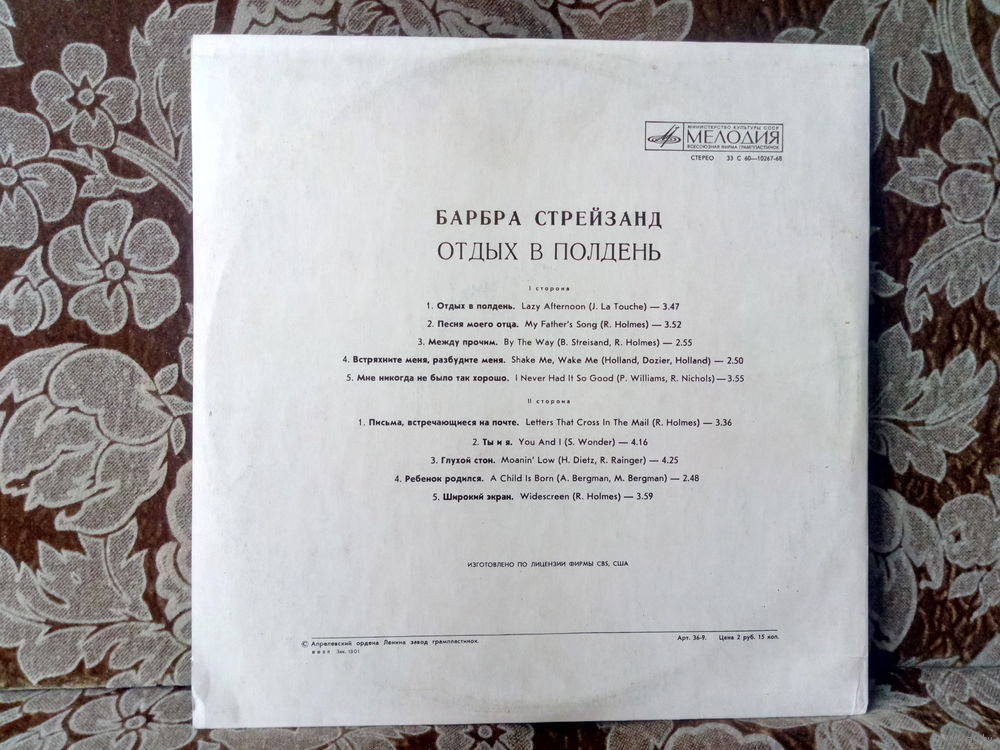 МИНИСТЕРСТВО КУЛЬТУРЫ СССР
МЕЛОДИЯ
ВСЕСОЮЗНАЯ ФИРМА ГРАМПЛАСТИНОК
СТЕРЕО 33 С 60—10267-68
БАРБРА СТРЕЙЗАНД
ОТДЫХ В ПОЛДЕНЬ
I сторона
1. Отдых в полдень. Lazy Afternoon (J. La Touche) — 3.47
2. Песня моего отца. My Father's Song (R. Holmes) — 3.52
3. Между прочим. By The Way (B. Streisand, R. Holmes) — 2.55
4. Встряхните меня, разбудите меня. Shake Me, Wake Me (Holland, Dozier, Holland) — 2.50
5. Мне никогда не было так хорошо. I Never Had It So Good (P. Williams, R. Nichols) — 3.55
II сторона
1. Письма, встречающиеся на почте. Letters That Cross In The Mail (R. Holmes) — 3.36
2. Ты и я. You And I (S. Wonder) — 4.16
3. Глухой стон. Moanin' Low (H. Dietz, R. Rainger) — 4.25
4. Ребенок родился. A Child Is Born (A. Bergman, M. Bergman) — 2.48
5. Широкий экран. Widescreen (R. Holmes) — 3.59
ИЗГОТОВЛЕНО ПО ЛИЦЕНЗИИ ФИРМЫ CBS, США
© Апрелевский ордена Ленина завод грампластинок. Арт. 36-9. Цена 2 руб. 15 коп.
Зак. 1301